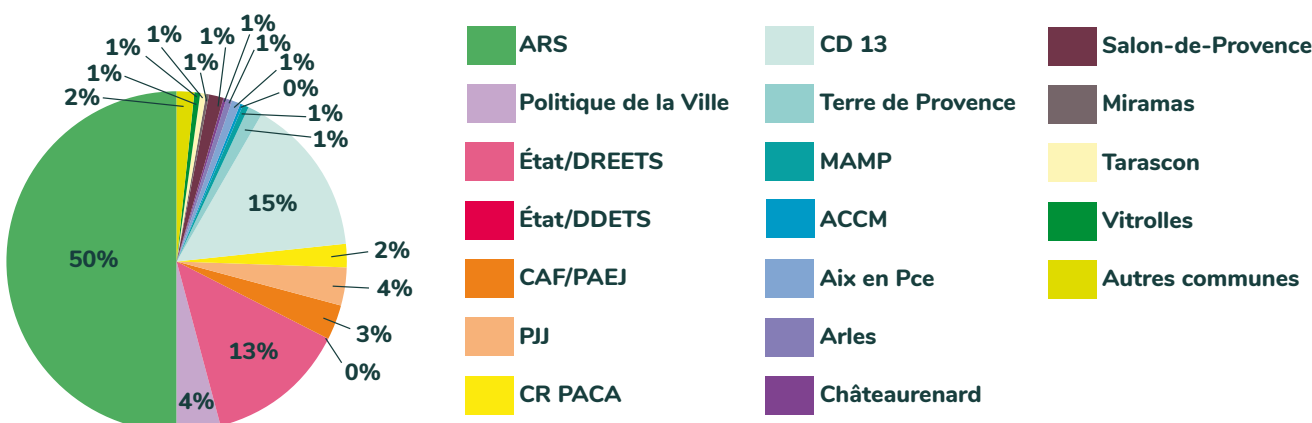 1%
1%
1%
1%
1%
1%
1%
1%
1%
0%
2%
1%
1%
15%
50%
2%
4%
3%
13%
0%
4%
ARS
Politique de la Ville
État/DREETS
État/DDETS
CAF/PAEJ
PJJ
CR PACA
CD 13
Terre de Provence
MAMP
ACCM
Aix en Pce
Arles
Châteaurenard
Salon-de-Provence
Miramas
Tarascon
Vitrolles
Autres communes